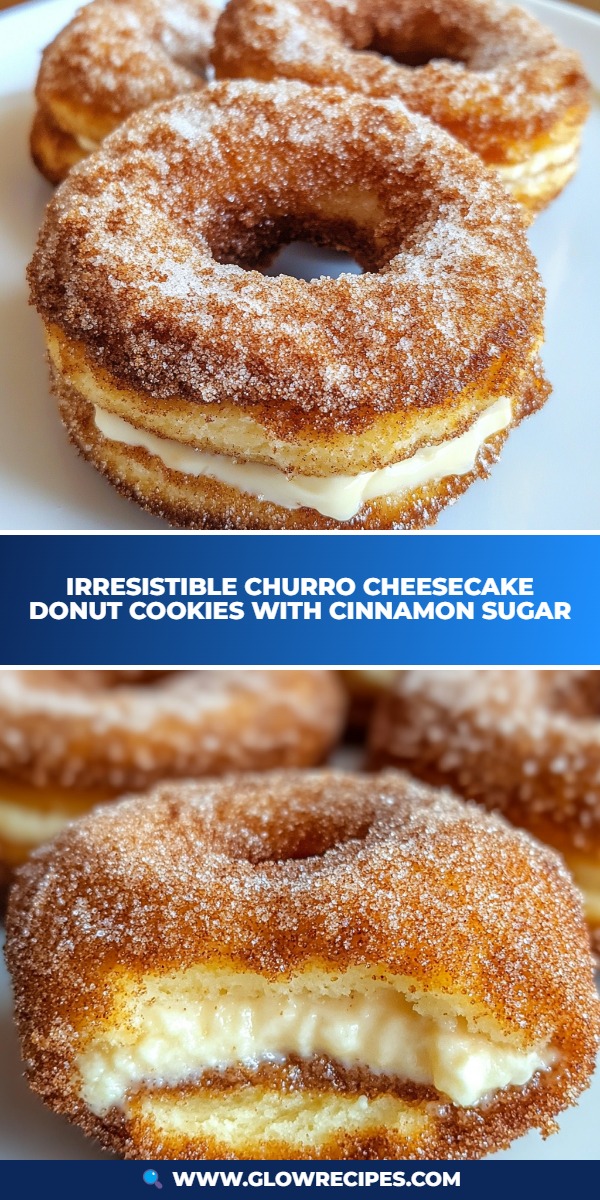 IRRESISTIBLE CHURRO CHEESECAKE
DONUT COOKIES WITH CINNAMON SUGAR
WWW.GLOWRECIPES.COM